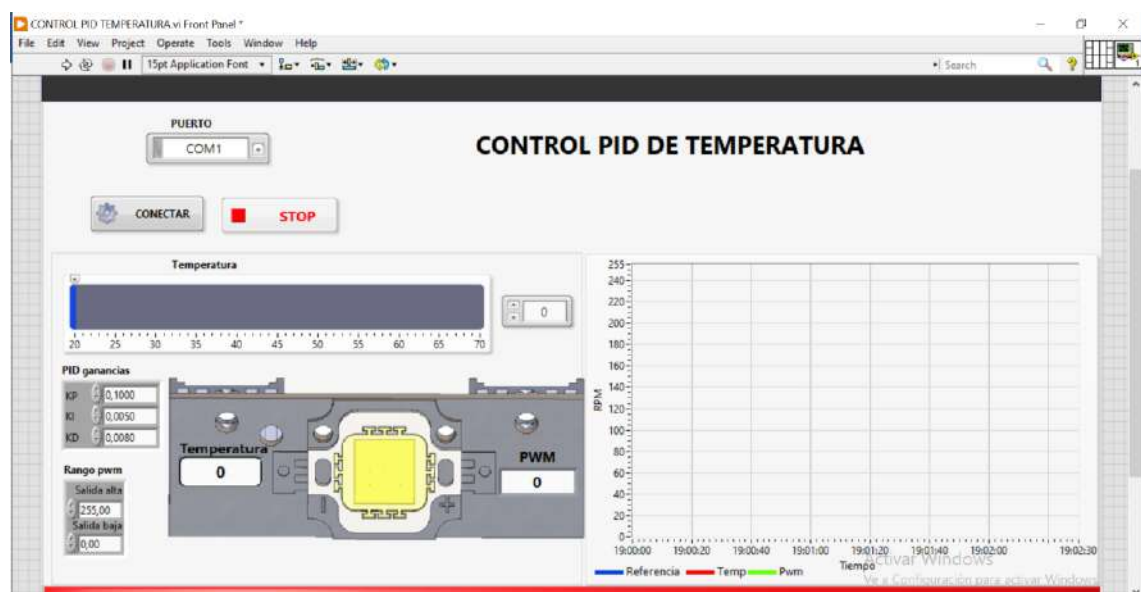 CONTROL PID TEMPERATURA.vi Front Panel *
File Edit View Project Operate Tools Window Help
15pt Application Font
Search
1
PUERTO
COM1
CONTROL PID DE TEMPERATURA
CONECTAR
STOP
Temperatura
0
20 25 30 35 40 45 50 55 60 65 70
PID ganancias
KP 0,1000
KI 0,0050
KD 0,0080
Temperatura
0
PWM
0
Rango pwm
Salida alta
255,00
Salida baja
0,00
255
240
220
200
180
160
140
120
100
80
60
40
20
0
RPM
19:00:00 19:00:20 19:00:40 19:01:00 19:01:20 19:01:40 19:02:00 19:02:30
Tiempo
Referencia Temp Pwm
Activar Windows
Ve a Configuración para activar Windows